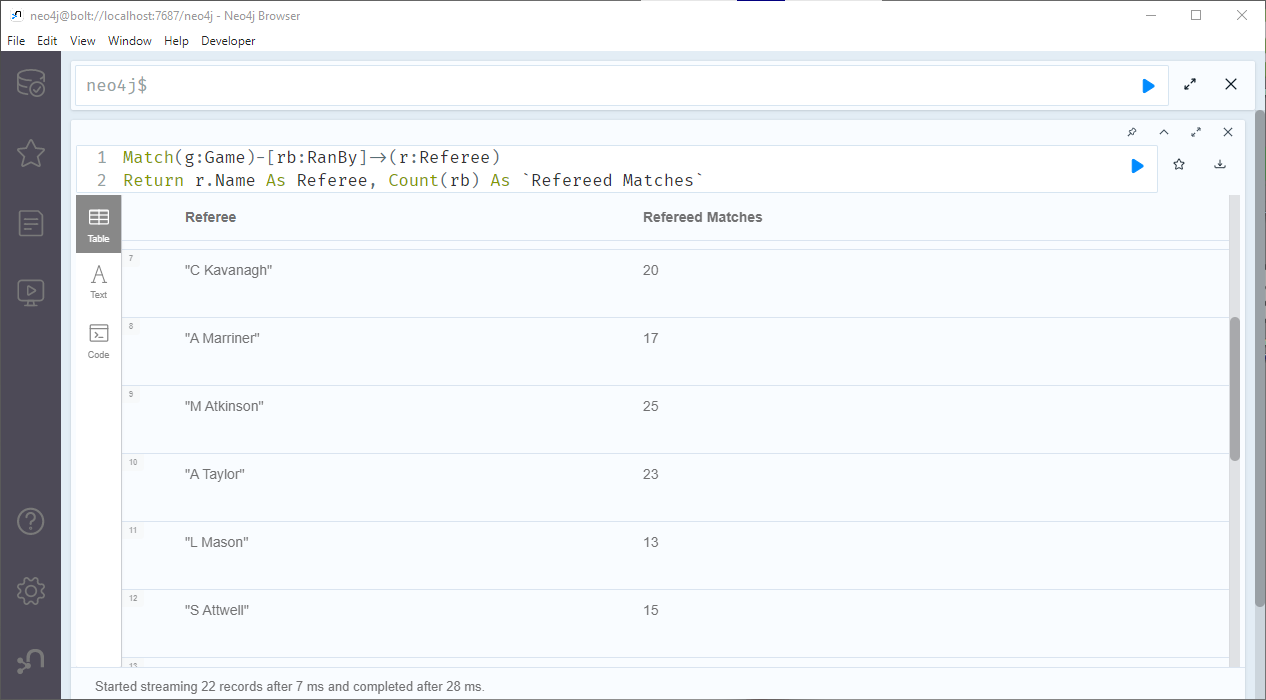 neo4j@bolt://localhost:7687/neo4j - Neo4j Browser
File Edit View Window Help Developer
neo4j$
1 Match(g:Game)-[rb:RanBy]->(r:Referee)
2 Return r.Name As Referee, Count(rb) As `Refereed Matches`
Table
Text
Code
Referee Refereed Matches
7 "C Kavanagh" 20
8 "A Marriner" 17
9 "M Atkinson" 25
10 "A Taylor" 23
11 "L Mason" 13
12 "S Attwell" 15
13
Started streaming 22 records after 7 ms and completed after 28 ms.